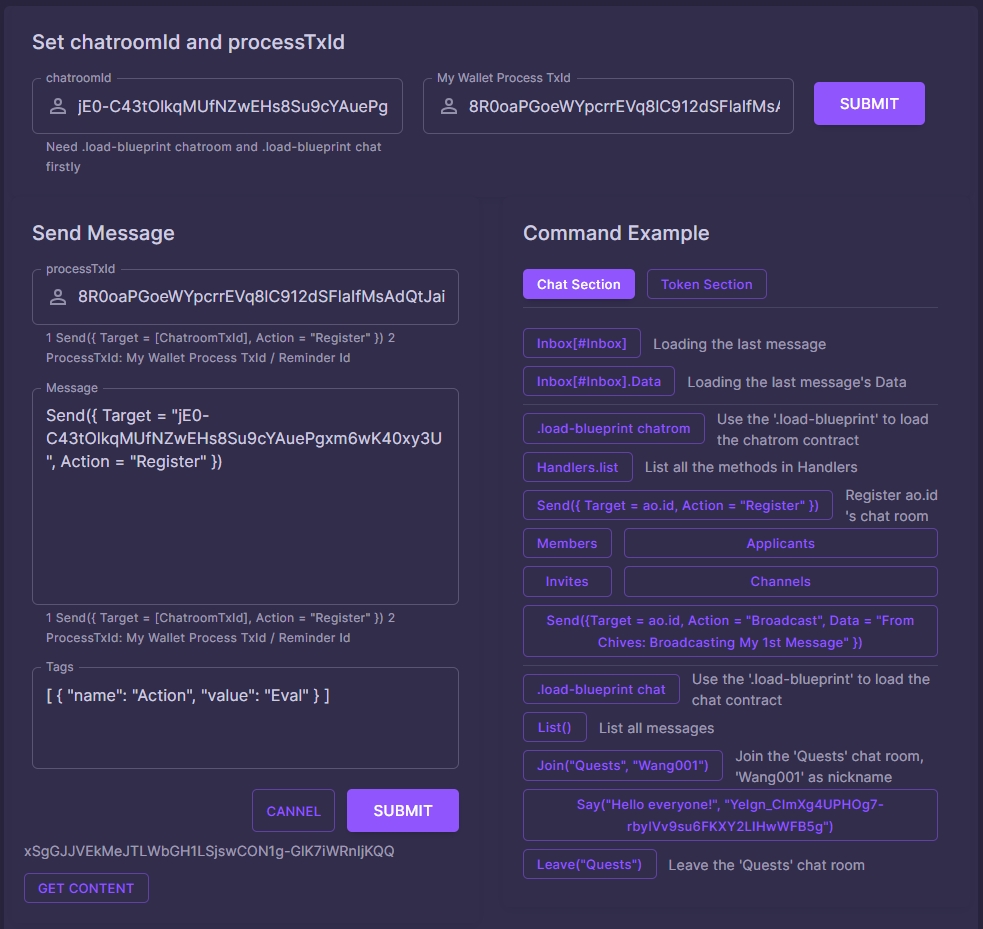 Set chatroomId and processTxId
chatroomId
jE0-C43tOlkqMUfNZwEHs8Su9cYAuePg
My Wallet Process TxId
8R0oaPGoeWYpcrrEVq8lC912dSFlaIfMsA
SUBMIT
Need .load-blueprint chatroom and .load-blueprint chat
firstly
Send Message
processTxId
8R0oaPGoeWYpcrrEVq8lC912dSFlaIfMsAdQtJai
1 Send({ Target = [ChatroomTxId], Action = "Register" }) 2
ProcessTxId: My Wallet Process TxId / Reminder Id
Message
Send({ Target = "jE0-
C43tOlkqMUfNZwEHs8Su9cYAuePgxm6wK40xy3U
", Action = "Register" })
1 Send({ Target = [ChatroomTxId], Action = "Register" }) 2
ProcessTxId: My Wallet Process TxId / Reminder Id
Tags
[ { "name": "Action", "value": "Eval" } ]
CANNEL
SUBMIT
xSgGJJVEkMeJTLWbGH1LSjswCON1g-GlK7iWRnIjKQQ
GET CONTENT
Command Example
Chat Section
Token Section
Inbox[#Inbox]
Loading the last message
Inbox[#Inbox].Data
Loading the last message's Data
.load-blueprint chatrom
Use the '.load-blueprint' to load
the chatrom contract
Handlers.list
List all the methods in Handlers
Send({ Target = ao.id, Action = "Register" })
Register ao.id
's chat room
Members
Applicants
Invites
Channels
Send({Target = ao.id, Action = "Broadcast", Data = "From
Chives: Broadcasting My 1st Message" })
.load-blueprint chat
Use the '.load-blueprint' to load the
chat contract
List()
List all messages
Join("Quests", "Wang001")
Join the 'Quests' chat room,
'Wang001' as nickname
Say("Hello everyone!", "YeIgn_CImXg4UPHOg7-
rbylVv9su6FKXY2LIHwWFB5g")
Leave("Quests")
Leave the 'Quests' chat room